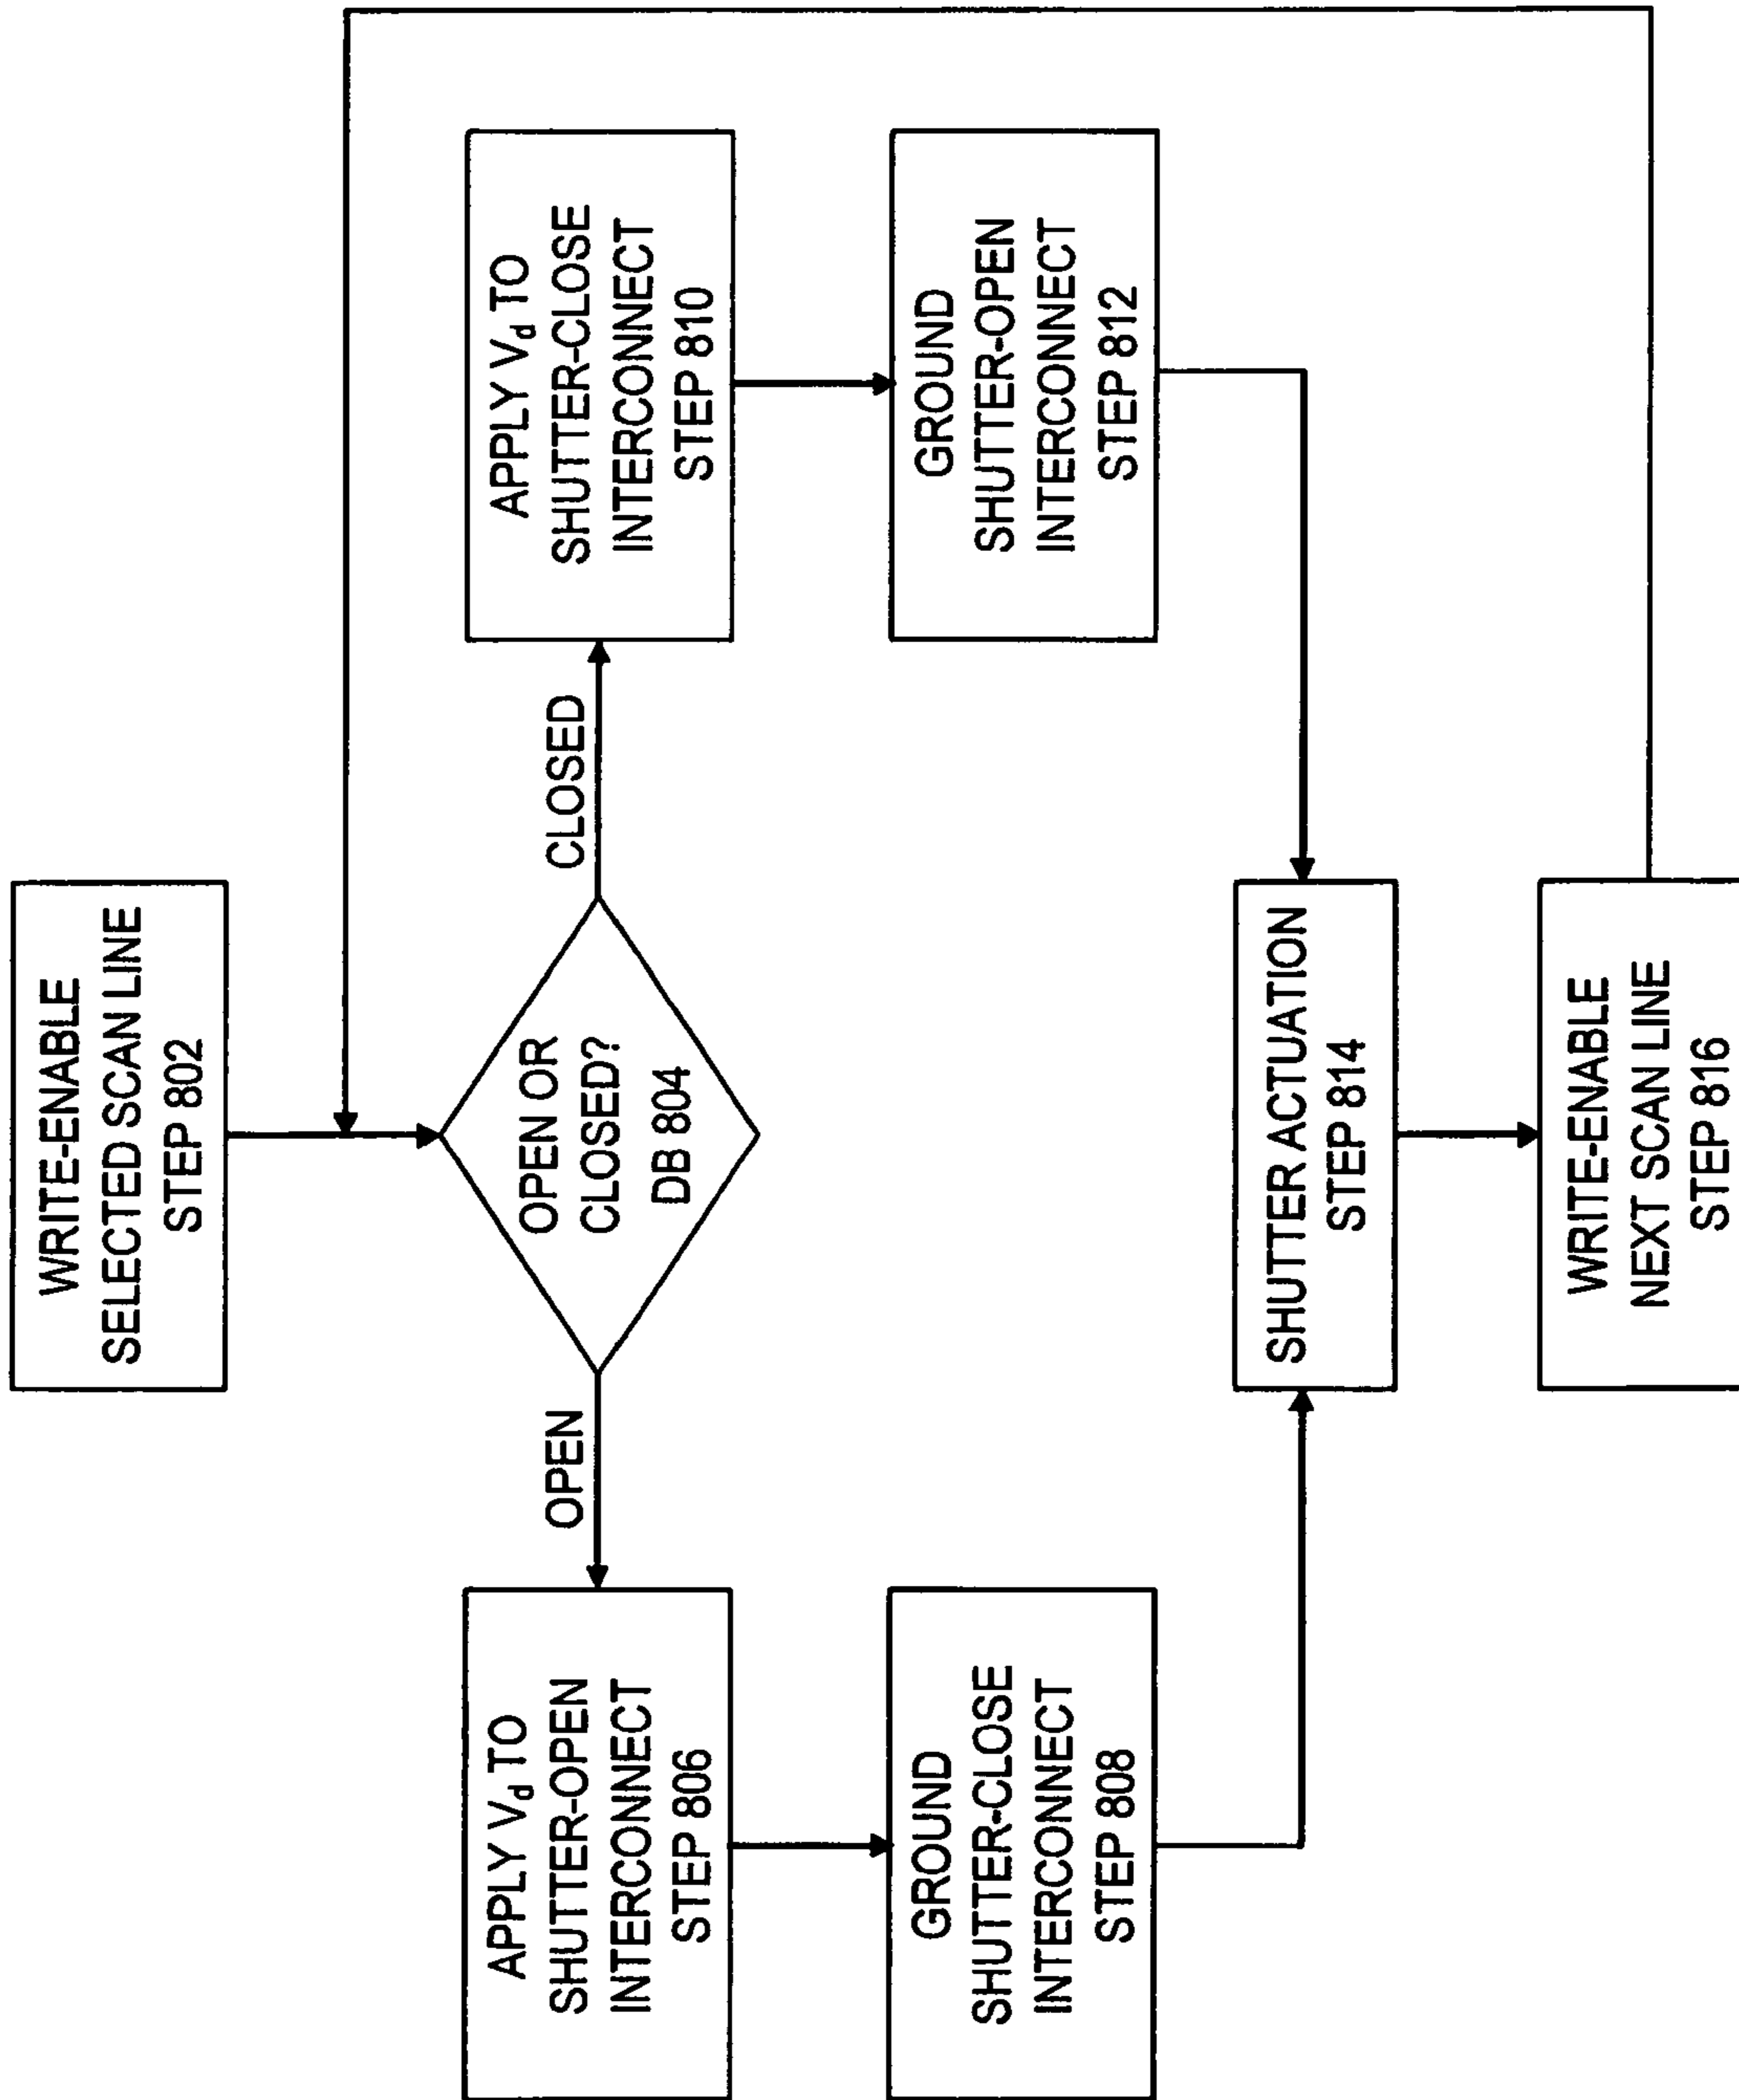 WRITE-ENABLE
SELECTED SCAN LINE
STEP 802
OPEN OR
CLOSED?
DB 804
OPEN
CLOSED
APPLY Vd TO
SHUTTER-OPEN
INTERCONNECT
STEP 806
APPLY Vd TO
SHUTTER-CLOSE
INTERCONNECT
STEP 810
GROUND
SHUTTER-CLOSE
INTERCONNECT
STEP 808
GROUND
SHUTTER-OPEN
INTERCONNECT
STEP 812
SHUTTER ACTUATION
STEP 814
WRITE-ENABLE
NEXT SCAN LINE
STEP 816